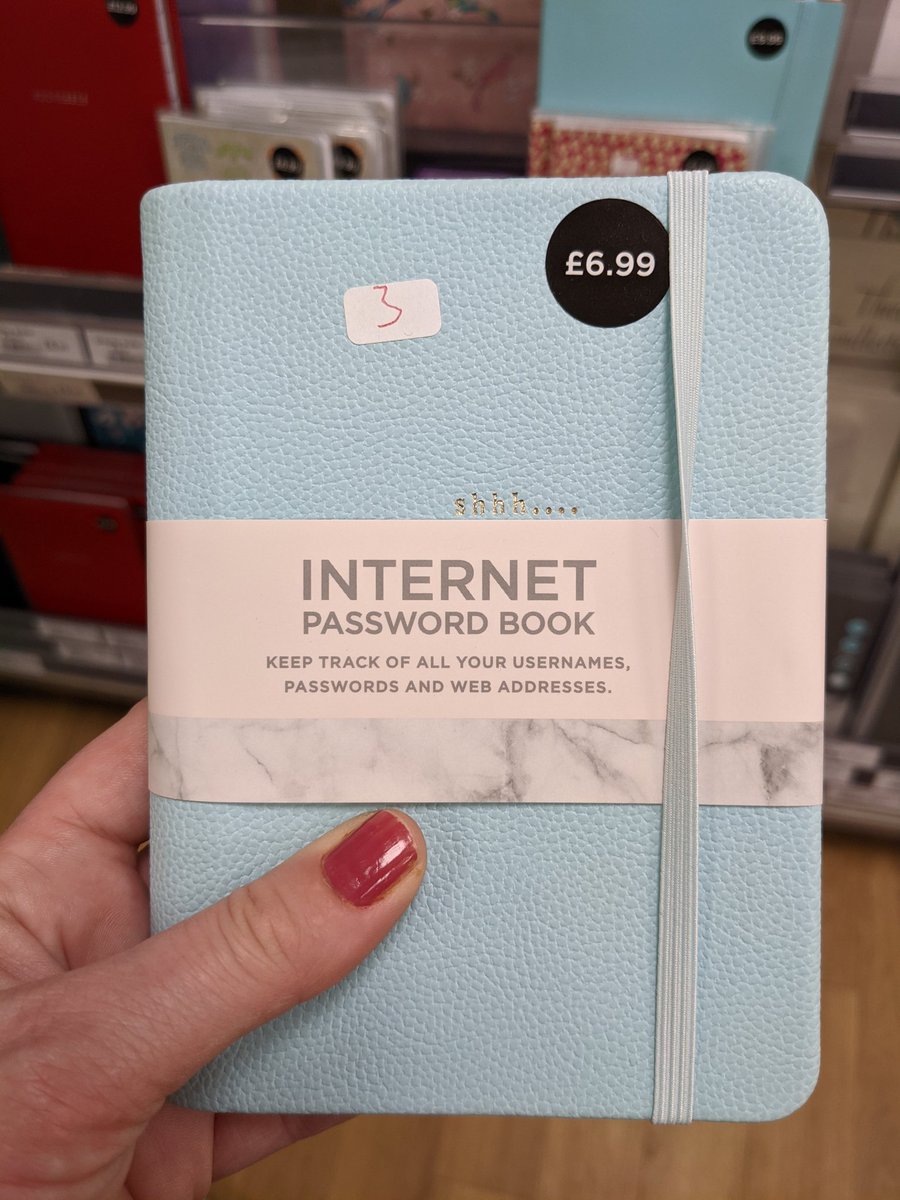 £6.99
3
shhh....
INTERNET
PASSWORD BOOK
KEEP TRACK OF ALL YOUR USERNAMES,
PASSWORDS AND WEB ADDRESSES.